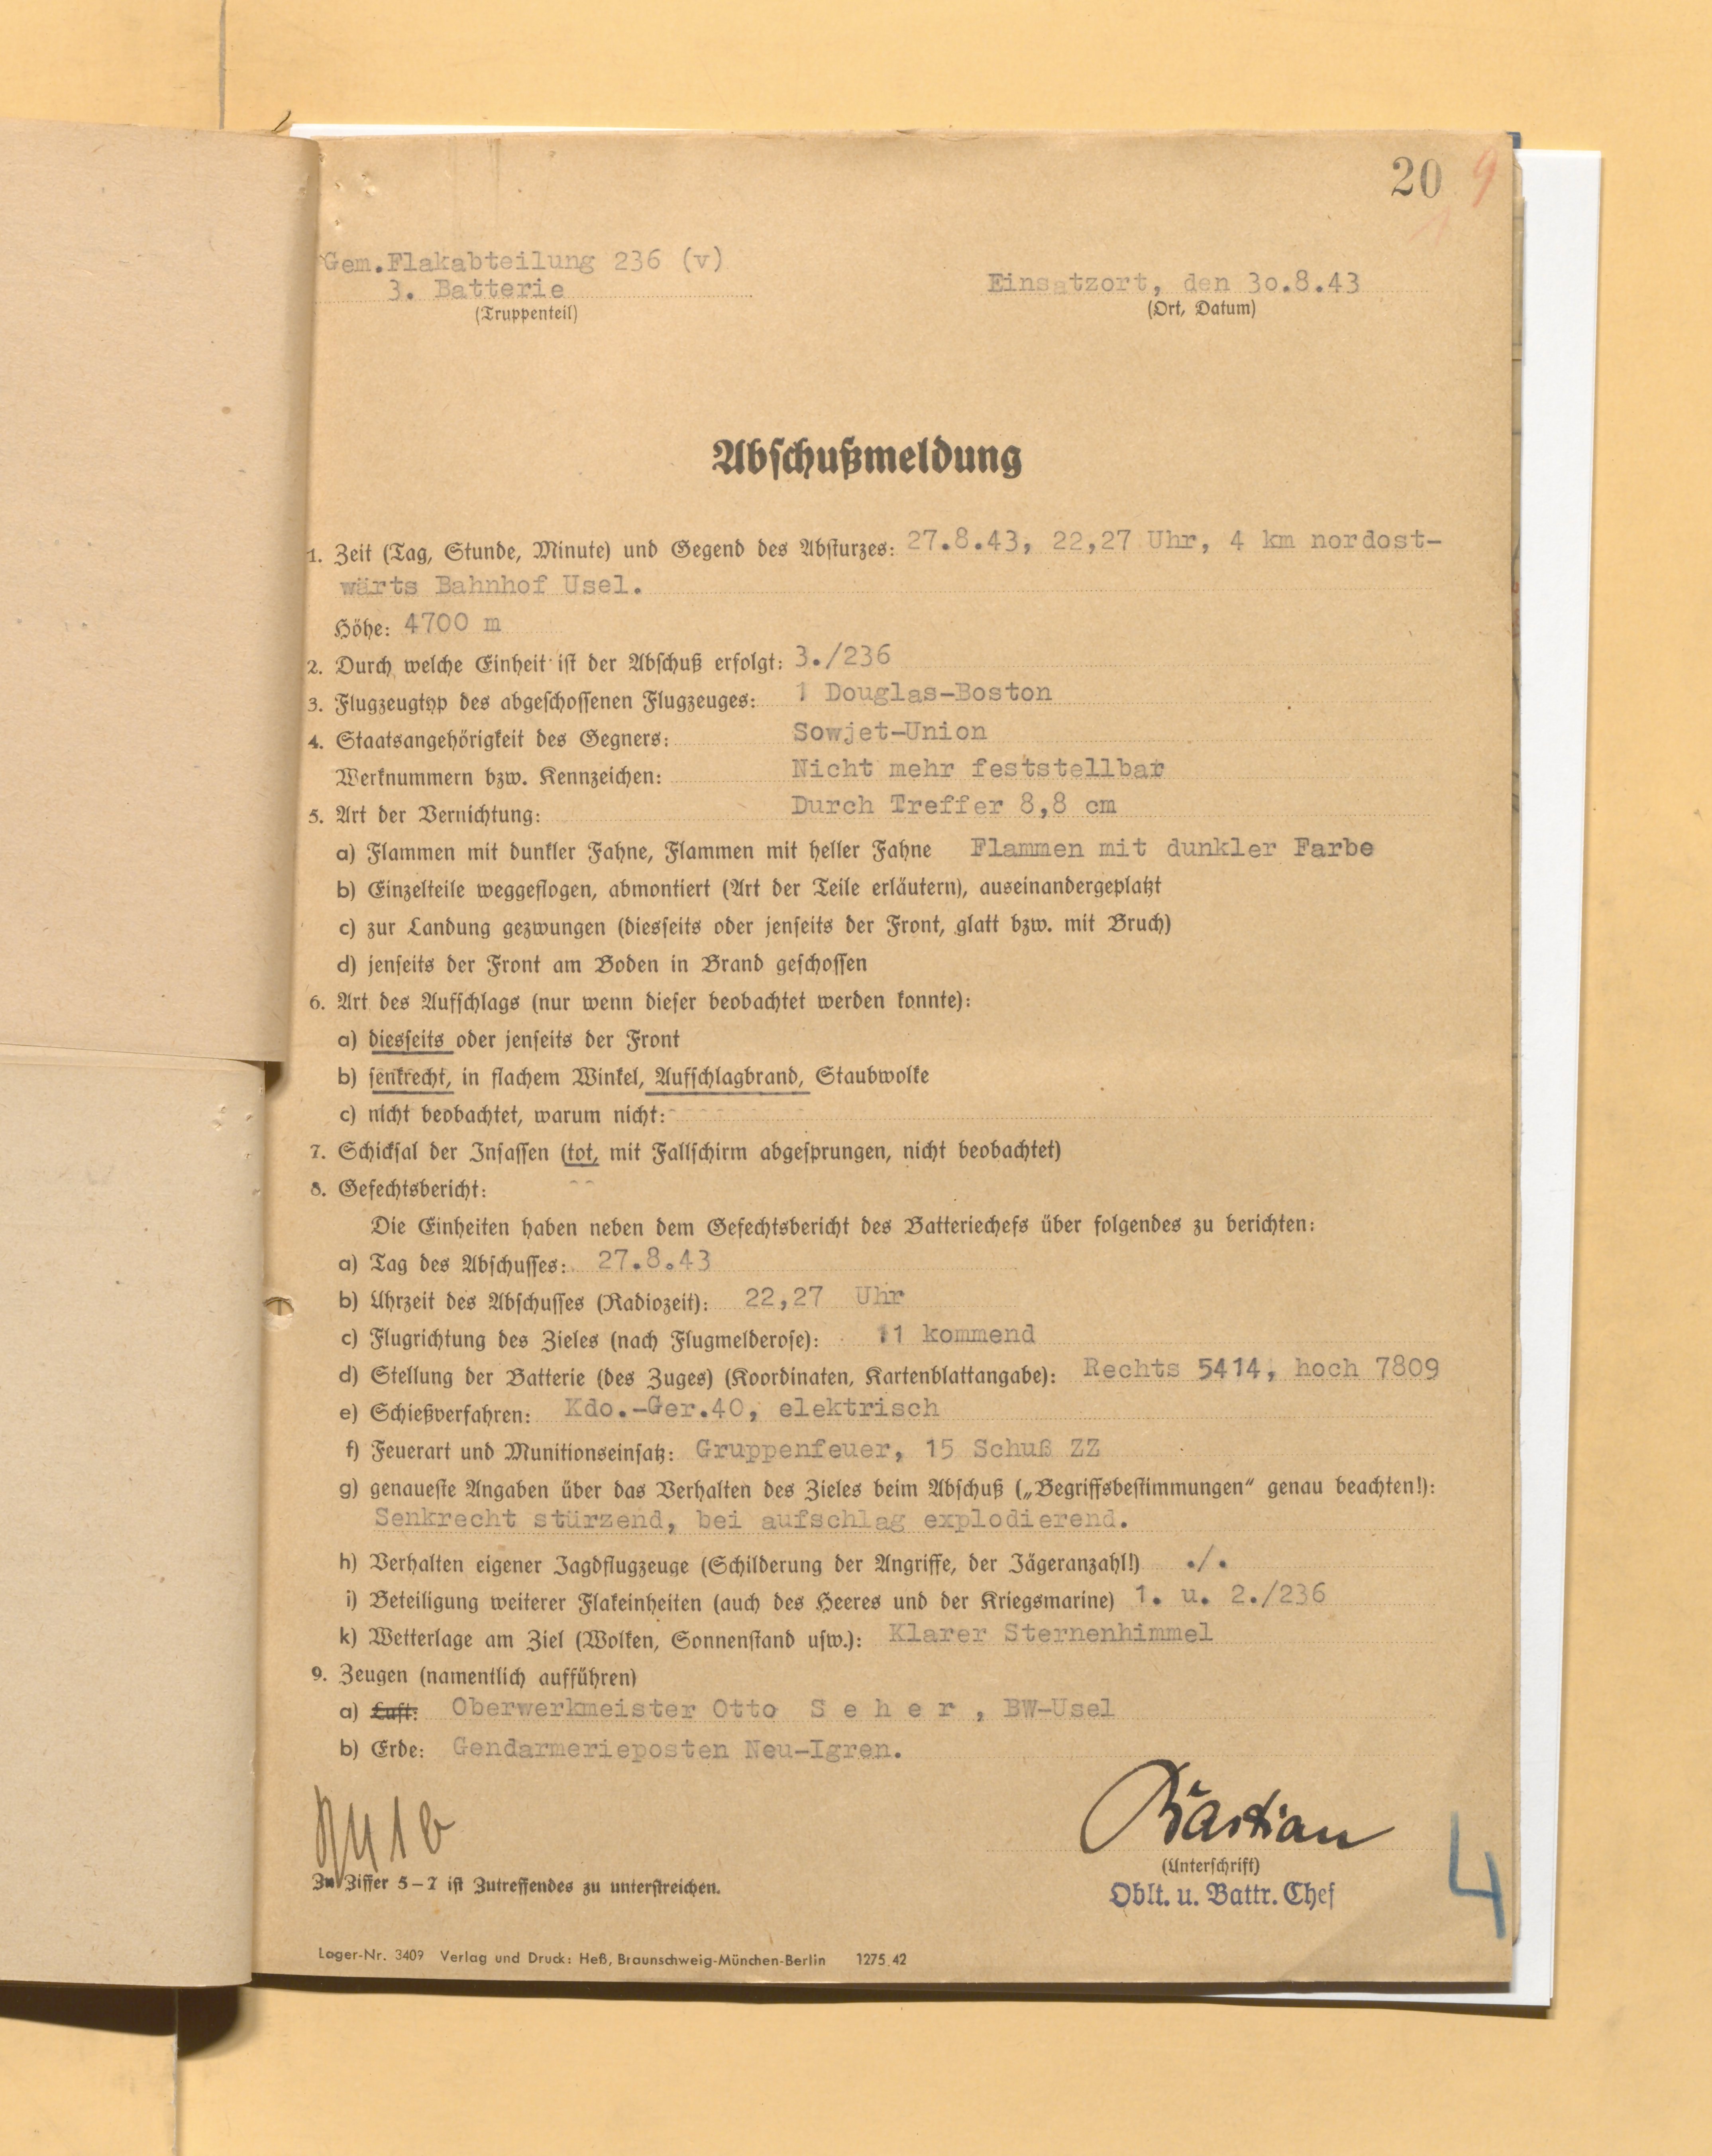 20 9
1
Gem.Flakabteilung 236 (v)
3. Batterie
(Truppenteil)
Einsatzort, den 30.8.43
(Ort, Datum)
Abschußmeldung
1. Zeit (Tag, Stunde, Minute) und Gegend des Absturzes: 27.8.43, 22,27 Uhr, 4 km nordost-
wärts Bahnhof Usel.
Höhe: 4700 m
2. Durch welche Einheit ist der Abschuß erfolgt: 3./236
3. Flugzeugtyp des abgeschossenen Flugzeuges: 1 Douglas-Boston
4. Staatsangehörigkeit des Gegners: Sowjet-Union
Werknummern bzw. Kennzeichen: Nicht mehr feststellbar
5. Art der Vernichtung: Durch Treffer 8,8 cm
a) Flammen mit dunkler Fahne, Flammen mit heller Fahne Flammen mit dunkler Farbe
b) Einzelteile weggeflogen, abmontiert (Art der Teile erläutern), auseinandergeplatzt
c) zur Landung gezwungen (diesseits oder jenseits der Front, glatt bzw. mit Bruch)
d) jenseits der Front am Boden in Brand geschossen
6. Art des Aufschlags (nur wenn dieser beobachtet werden konnte):
a) diesseits oder jenseits der Front
b) senkrecht, in flachem Winkel, Aufschlagbrand, Staubwolke
c) nicht beobachtet, warum nicht:
7. Schicksal der Insassen (tot, mit Fallschirm abgesprungen, nicht beobachtet)
8. Gefechtsbericht:
Die Einheiten haben neben dem Gefechtsbericht des Batteriechefs über folgendes zu berichten:
a) Tag des Abschusses: 27.8.43
b) Uhrzeit des Abschusses (Radiozeit): 22,27 Uhr
c) Flugrichtung des Zieles (nach Flugmelderose): 11 kommend
d) Stellung der Batterie (des Zuges) (Koordinaten, Kartenblattangabe): Rechts 5414, hoch 7809
e) Schießverfahren: Kdo.-Ger.40, elektrisch
f) Feuerart und Munitionseinsatz: Gruppenfeuer, 15 Schuß ZZ
g) genaueste Angaben über das Verhalten des Zieles beim Abschuß („Begriffsbestimmungen“ genau beachten!):
Senkrecht stürzend, bei aufschlag explodierend.
h) Verhalten eigener Jagdflugzeuge (Schilderung der Angriffe, der Jägeranzahl!) ./.
i) Beteiligung weiterer Flakeinheiten (auch des Heeres und der Kriegsmarine) 1. u. 2./236
k) Wetterlage am Ziel (Wolken, Sonnenstand usw.): Klarer Sternenhimmel
9. Zeugen (namentlich aufführen)
a) Luft: Oberwerkmeister Otto S e h e r , BW-Usel
b) Erde: Gendarmerieposten Neu-Igren.
Bastian
(Unterschrift)
Oblt. u. Battr. Chef
4
Zu Ziffer 5-7 ist Zutreffendes zu unterstreichen.
Lager-Nr. 3409 Verlag und Druck: Heß, Braunschweig-München-Berlin 1275.42